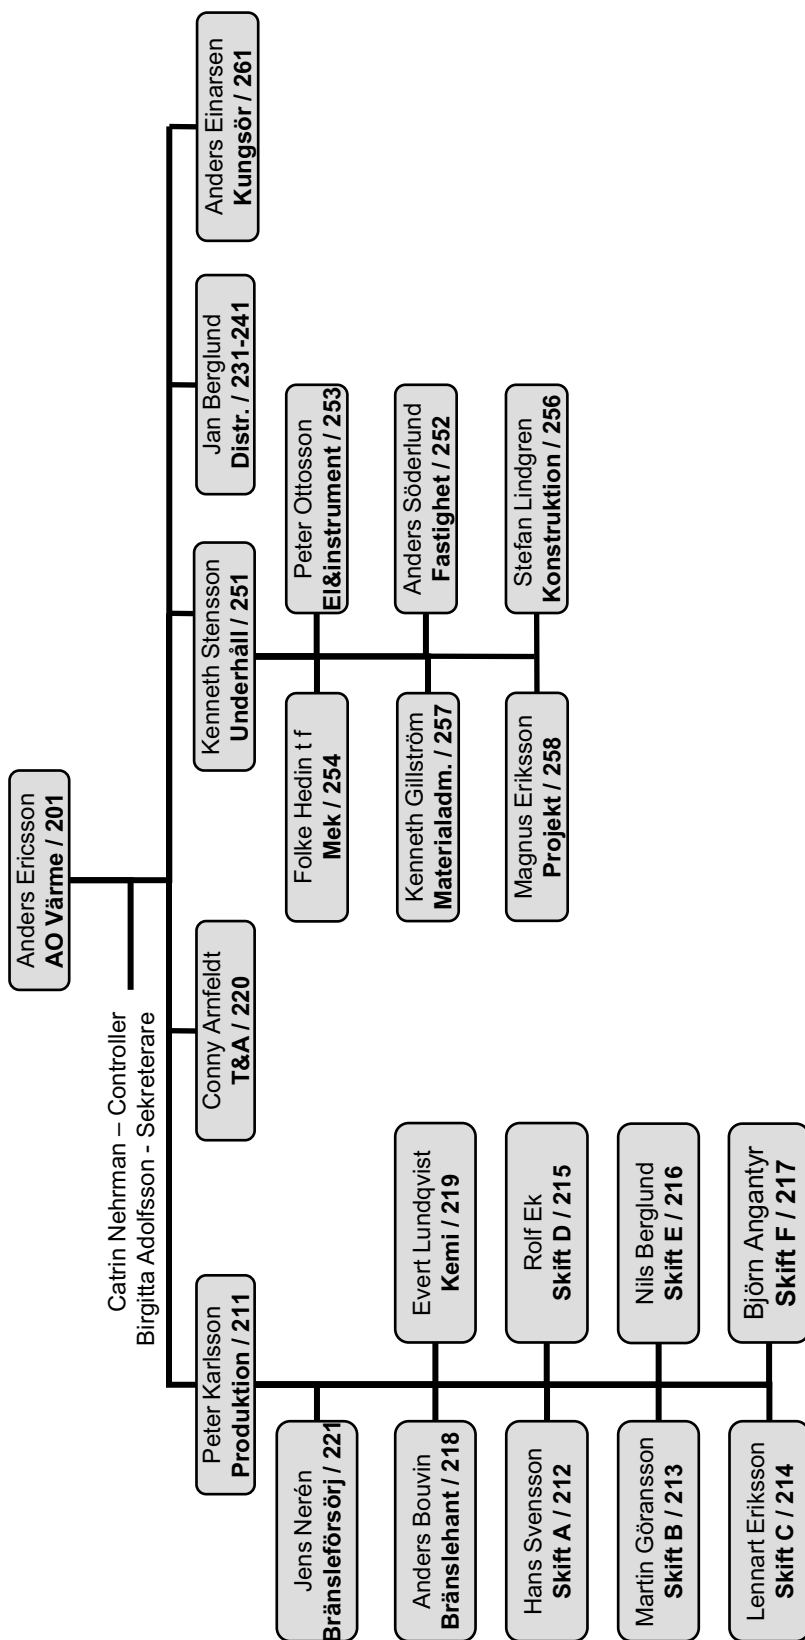 Anders Ericsson
AO Värme / 201
Catrin Nehrman – Controller
Birgitta Adolfsson - Sekreterare
Peter Karlsson
Produktion / 211
Conny Arnfeldt
T&A / 220
Kenneth Stensson
Underhåll / 251
Jan Berglund
Distr. / 231-241
Anders Einarsen
Kungsör / 261
Jens Nerén
Bränsleförsörj / 221
Anders Bouvin
Bränslehant / 218
Evert Lundqvist
Kemi / 219
Hans Svensson
Skift A / 212
Rolf Ek
Skift D / 215
Martin Göransson
Skift B / 213
Nils Berglund
Skift E / 216
Lennart Eriksson
Skift C / 214
Björn Angantyr
Skift F / 217
Folke Hedin t f
Mek / 254
Peter Ottosson
El&instrument / 253
Kenneth Gillström
Materialadm. / 257
Anders Söderlund
Fastighet / 252
Magnus Eriksson
Projekt / 258
Stefan Lindgren
Konstruktion / 256